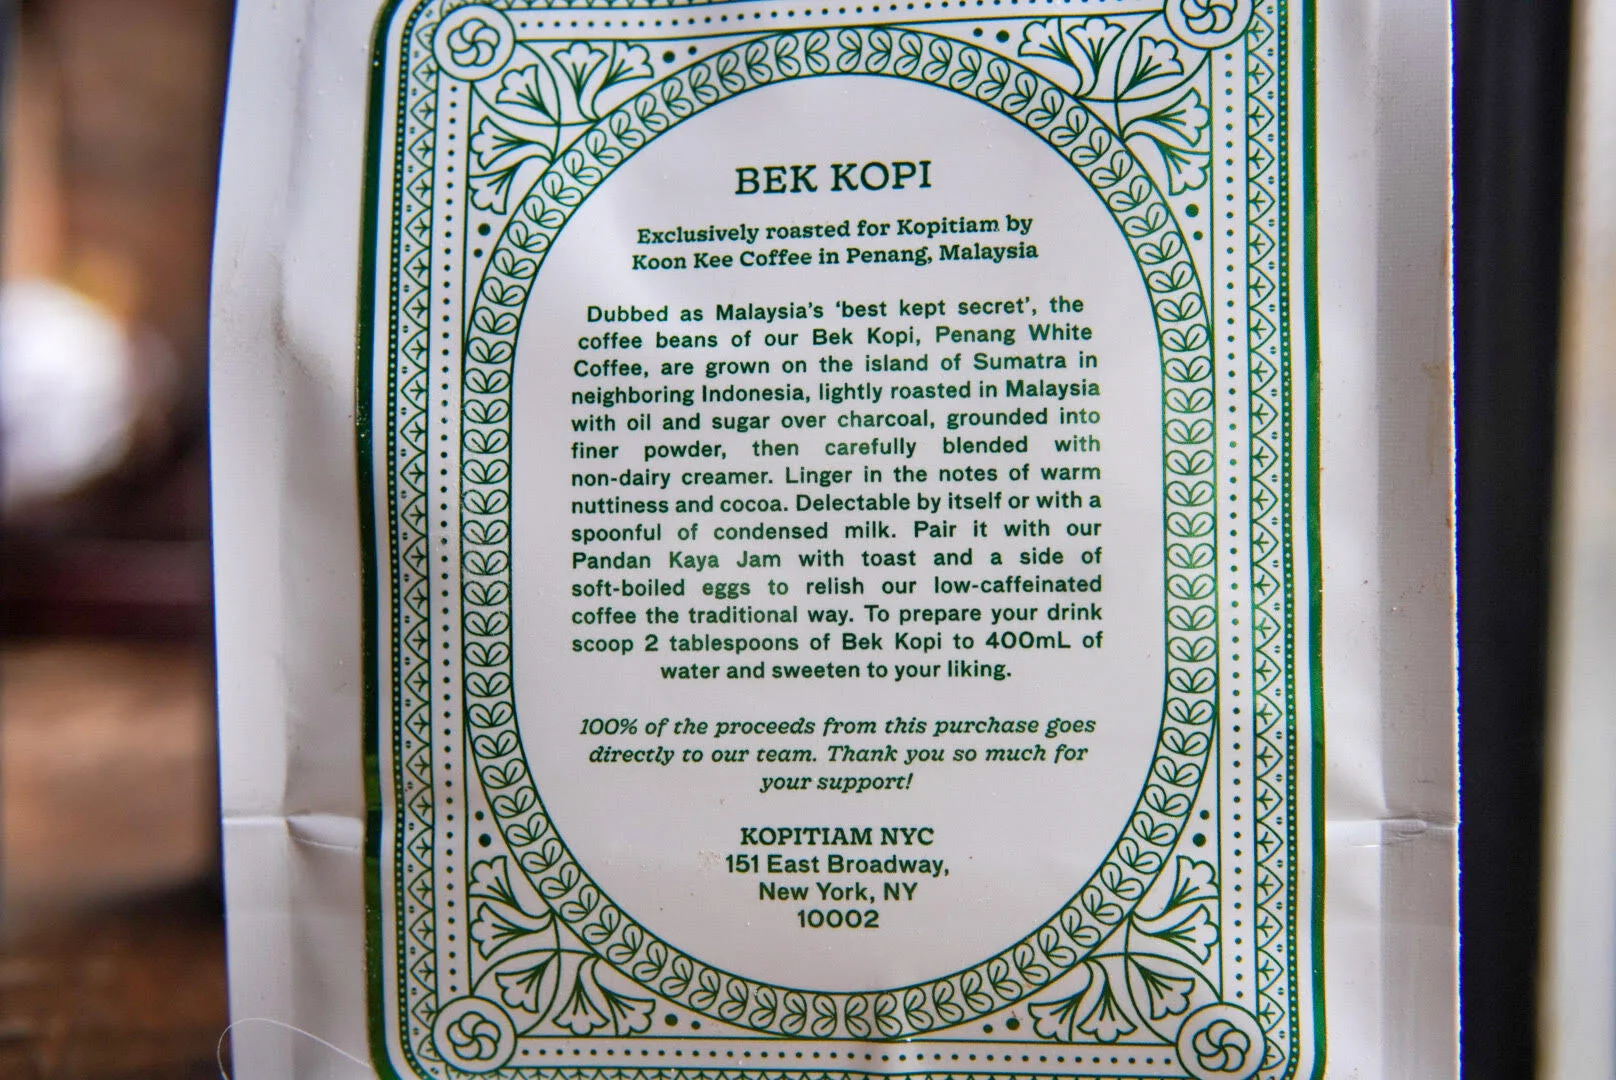 BEK KOPI
Exclusively roasted for Kopitiam by
Koon Kee Coffee in Penang, Malaysia
Dubbed as Malaysia's 'best kept secret', the
coffee beans of our Bek Kopi, Penang White
Coffee, are grown on the island of Sumatra in
neighboring Indonesia, lightly roasted in Malaysia
with oil and sugar over charcoal, grounded into
finer powder, then carefully blended with
non-dairy creamer. Linger in the notes of warm
nuttiness and cocoa. Delectable by itself or with a
spoonful of condensed milk. Pair it with our
Pandan Kaya Jam with toast and a side of
soft-boiled eggs to relish our low-caffeinated
coffee the traditional way. To prepare your drink
scoop 2 tablespoons of Bek Kopi to 400mL of
water and sweeten to your liking.
100% of the proceeds from this purchase goes
directly to our team. Thank you so much for
your support!
KOPITIAM NYC
151 East Broadway,
New York, NY
10002